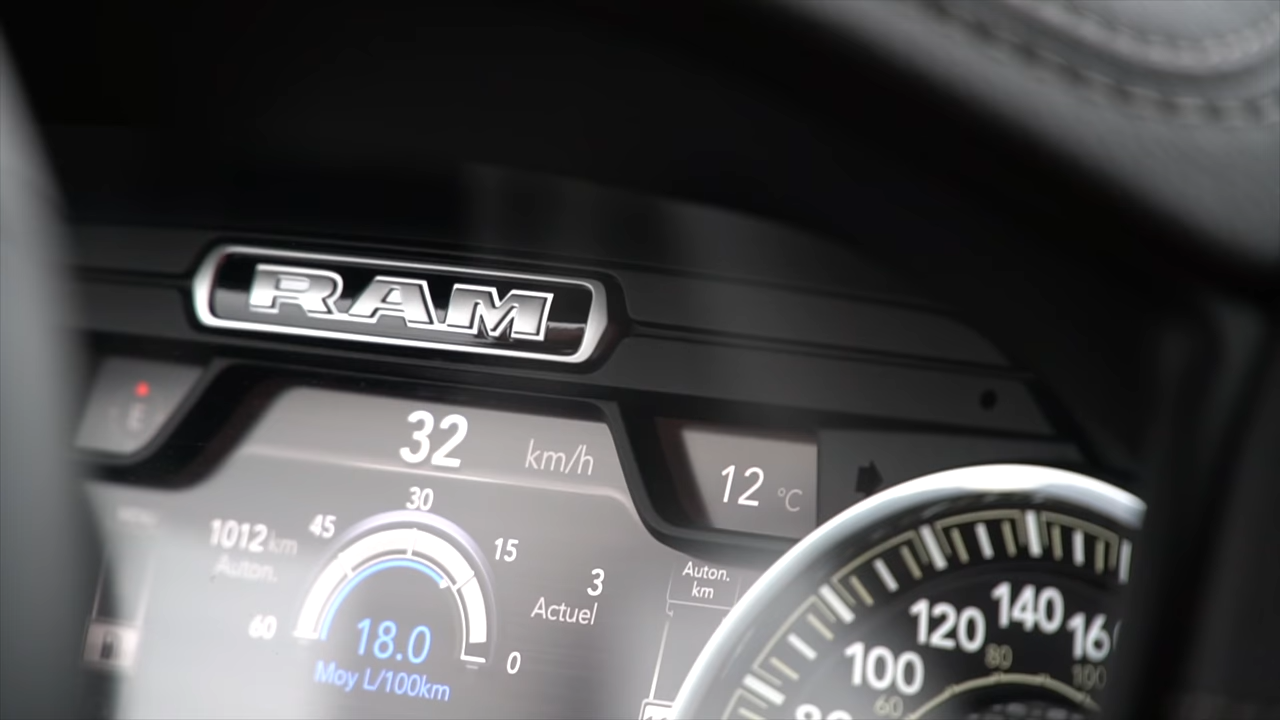 RAM
E
32 km/h
12 °C
30
45
15
1012 km
Auton.
3
Actuel
60
0
18.0
Moy L/100km
Auton.
km
100 120 140
80 100
60